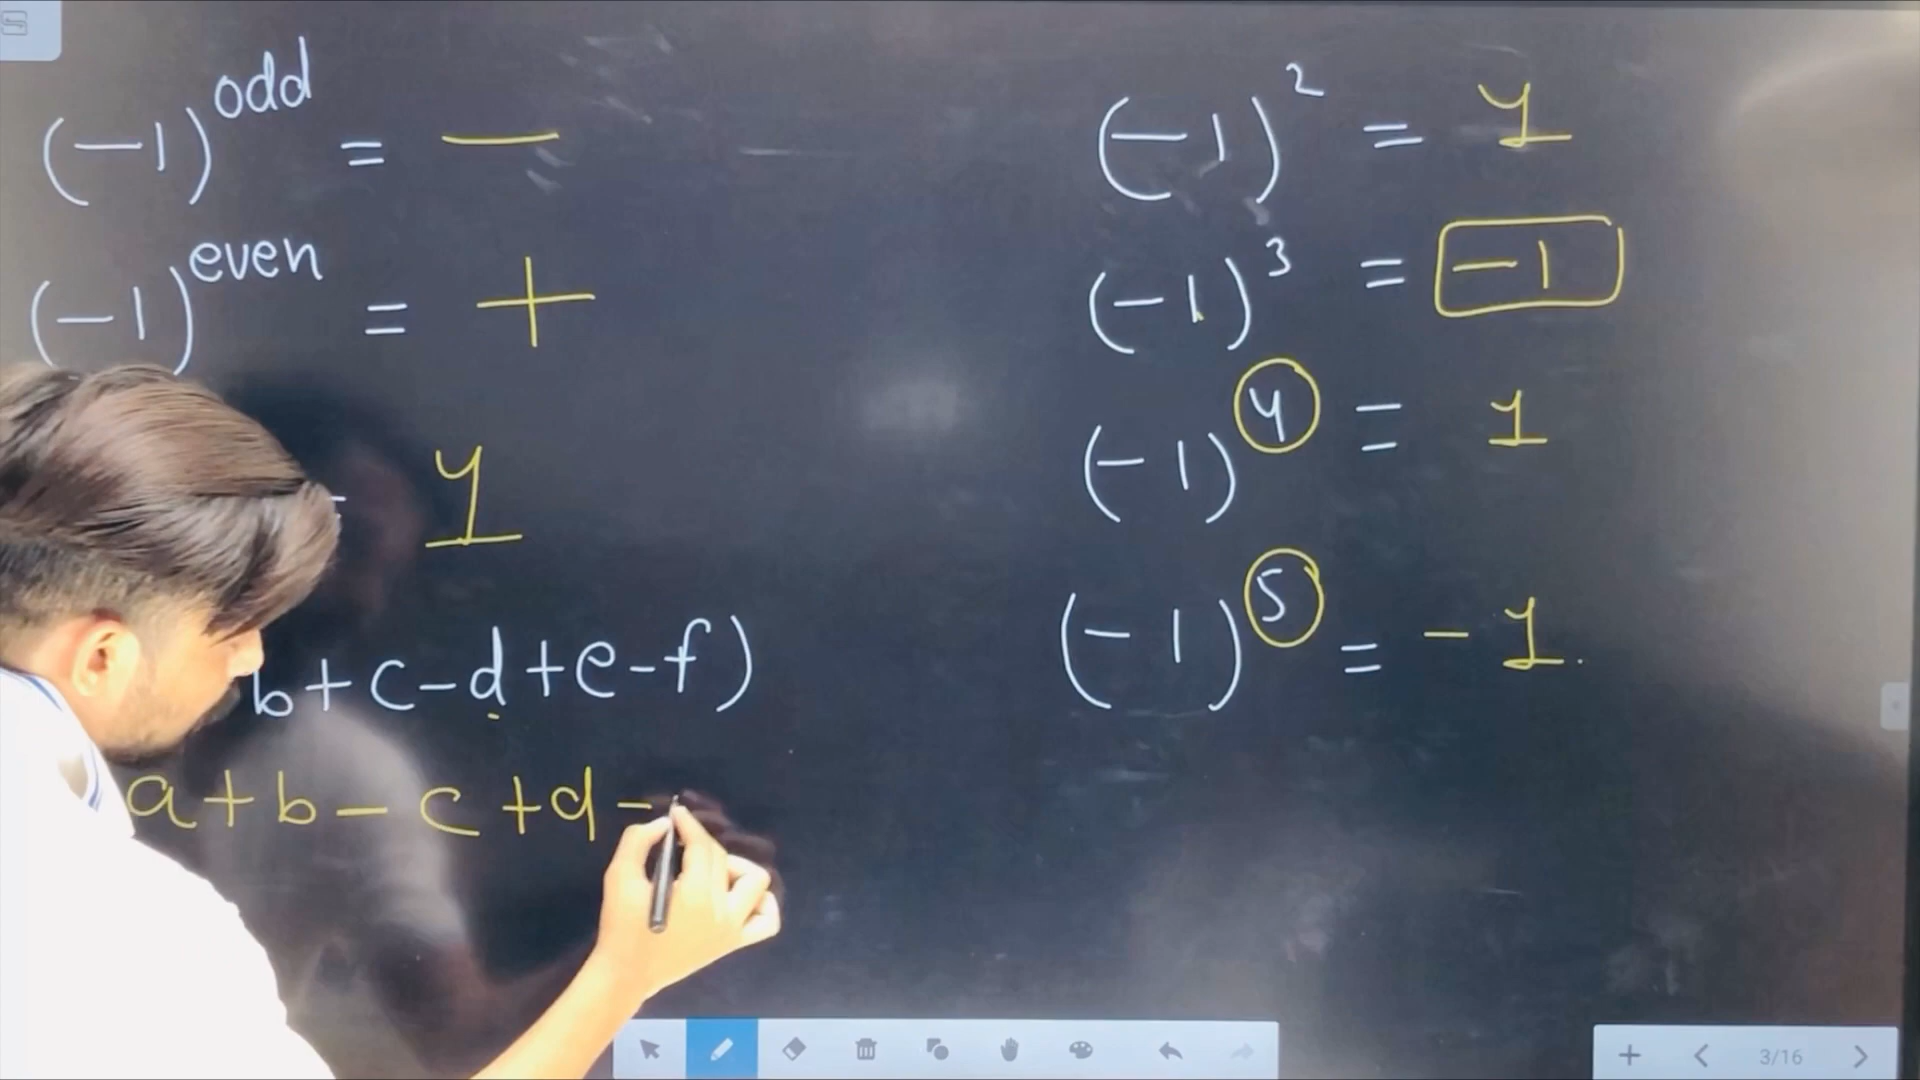 (-1)^odd = -
(-1)^even = +
1
b+c-d+e-f)
a+b-c+d-
(-1)^2 = 1
(-1)^3 = -1
(-1)^4 = 1
(-1)^5 = -1.
3/16